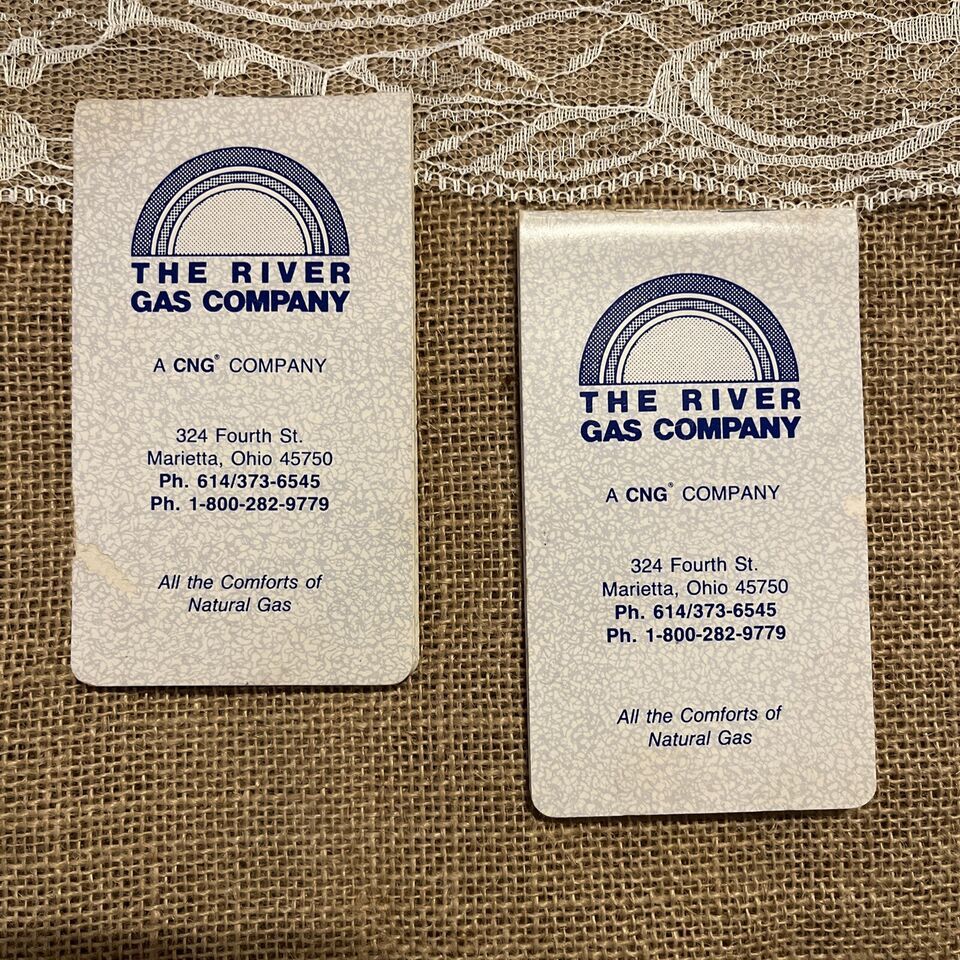 THE RIVER
GAS COMPANY
A CNG® COMPANY
324 Fourth St.
Marietta, Ohio 45750
Ph. 614/373-6545
Ph. 1-800-282-9779
All the Comforts of
Natural Gas
THE RIVER
GAS COMPANY
A CNG® COMPANY
324 Fourth St.
Marietta, Ohio 45750
Ph. 614/373-6545
Ph. 1-800-282-9779
All the Comforts of
Natural Gas